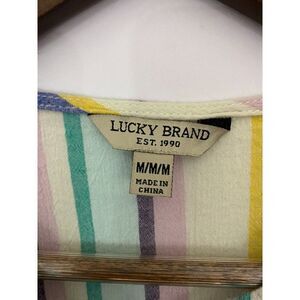 LUCKY BRAND
EST. 1990
M/M/M
MADE IN
CHINA